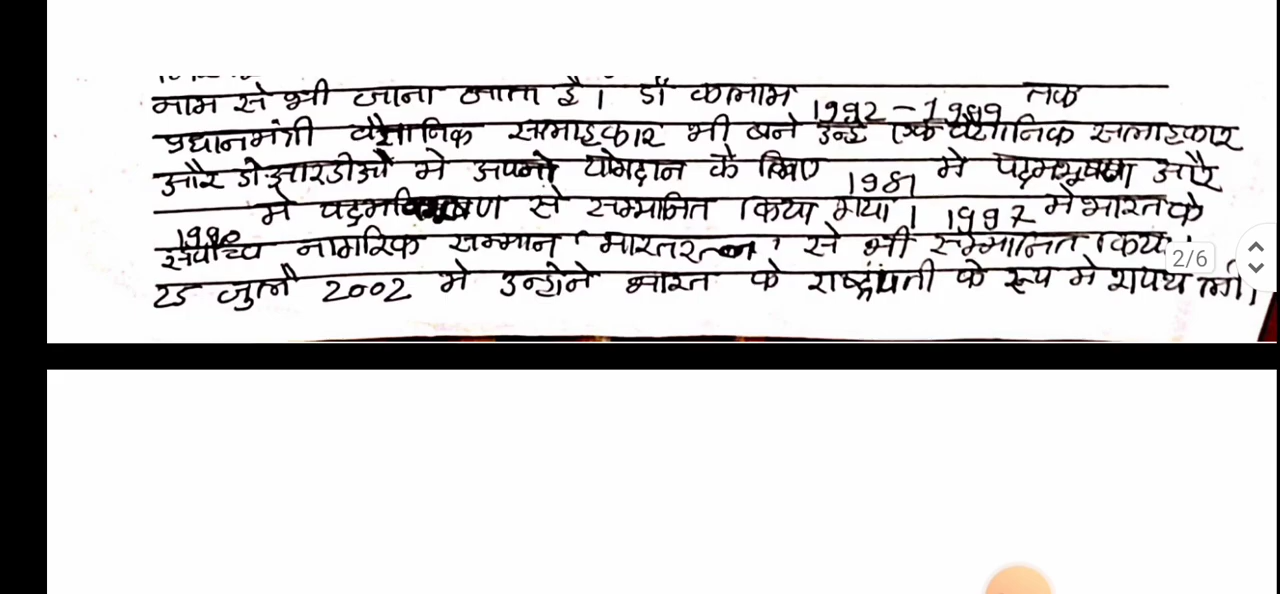 नाम से भी जाना जाता है। डॉ कलाम 1992 - 1999 तक
प्रधानमंत्री वैज्ञानिक सलाहकार भी बने उन्हे एक वैज्ञानिक सलाहकार
और डीआरडीओ मे अपने योगदान के लिए 1981 मे पद्मभूषण और
1990 मे पद्मविभूषण से सम्मानित किया गया। 1997 मे भारत के
सर्वोच्च नागरिक सम्मान 'भारतरत्न' से भी सम्मानित किया
2/6
25 जुलै 2002 मे उन्होने भारत के राष्ट्रपती के रूप मे शपथ ली।